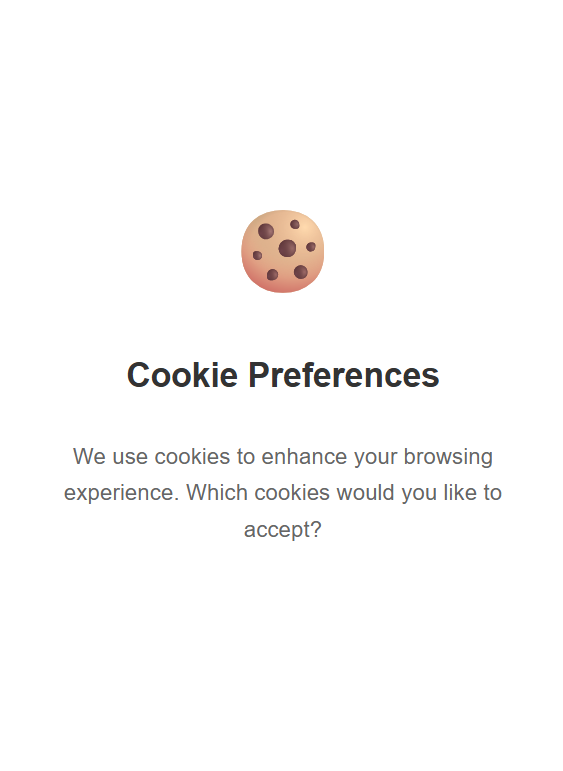 Cookie Preferences
We use cookies to enhance your browsing
experience. Which cookies would you like to
accept?